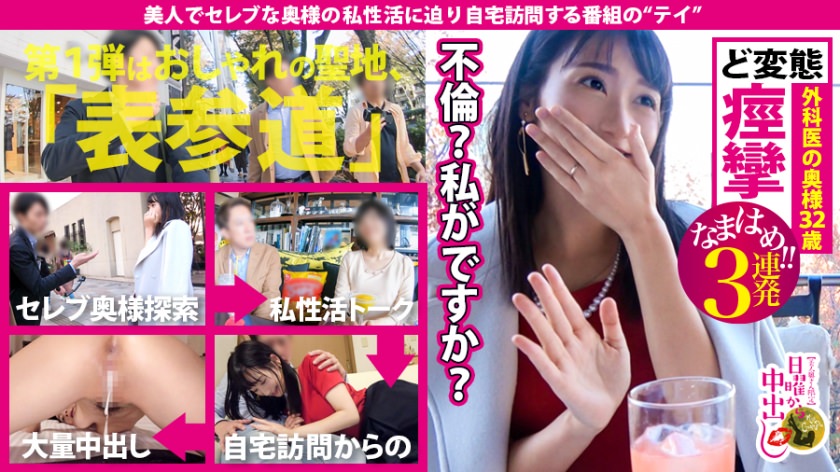 美人でセレブな奥様の私性活に迫り自宅訪問する番組の“テイ”
第1弾はおしゃれの聖地、
「表参道」
セレブ奥様探索
私性活トーク
大量中出し
自宅訪問からの
不倫？私がですか？
ど変態
痙攣
外科医の奥様32歳
なまはめ!!
3連発
日曜から
中出し